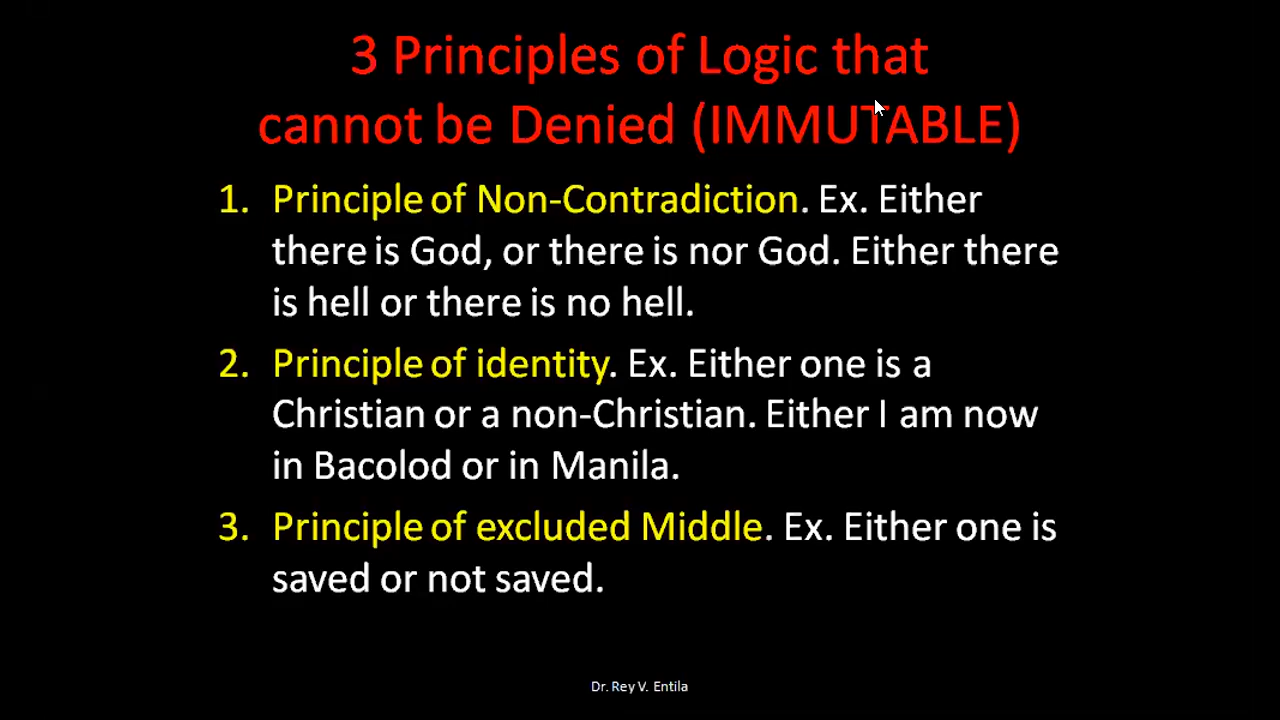 3 Principles of Logic that
cannot be Denied (IMMUTABLE)
1. Principle of Non-Contradiction. Ex. Either
there is God, or there is nor God. Either there
is hell or there is no hell.
2. Principle of identity. Ex. Either one is a
Christian or a non-Christian. Either I am now
in Bacolod or in Manila.
3. Principle of excluded Middle. Ex. Either one is
saved or not saved.
Dr. Rey V. Entila